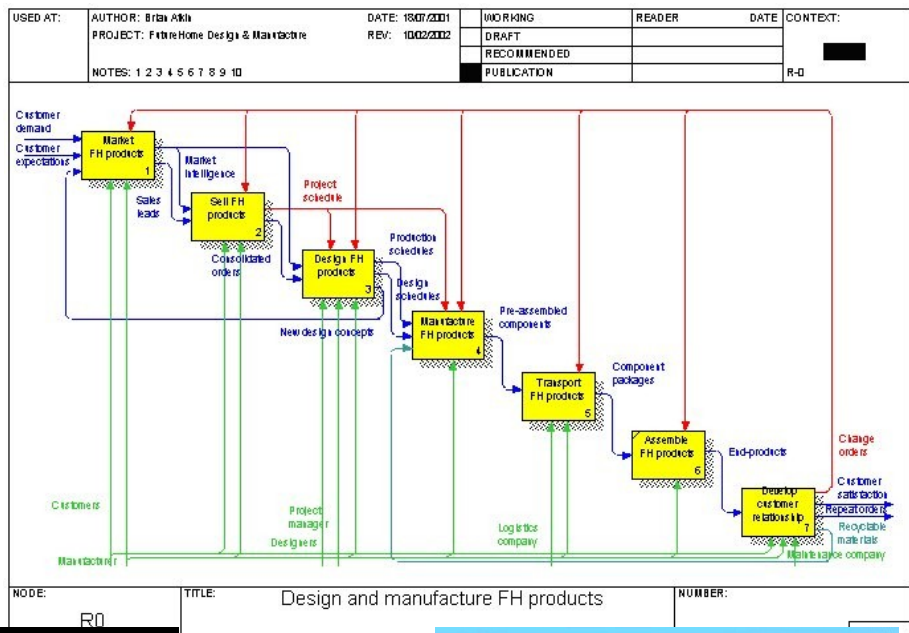 USED AT:
AUTHOR: Brian Atkin
DATE: 18/07/2001
WORKING
READER
DATE
CONTEXT:
PROJECT: FutureHome Design & Manufacture
REV: 10/02/2002
DRAFT
RECOMMENDED
NOTES: 1 2 3 4 5 6 7 8 9 10
PUBLICATION
R-0
Customer
demand
Customer
expectations
Market
FH products
1
Market
intelligence
Sales
leads
Sell FH
products
2
Project
schedule
Consolidated
orders
Design FH
products
3
Production
schedules
Design
schedules
New design concepts
Manufacture
FH products
4
Pre-assembled
components
Transport
FH products
5
Component
packages
Assemble
FH products
6
End-products
Change
orders
Develop
customer
relationship
7
Customer
satisfaction
Repeat order
Recyclable
materials
Maintenance company
Customers
Project
manager
Designers
Logistics
company
Manufacturer
NODE:
R0
TITLE:
Design and manufacture FH products
NUMBER: